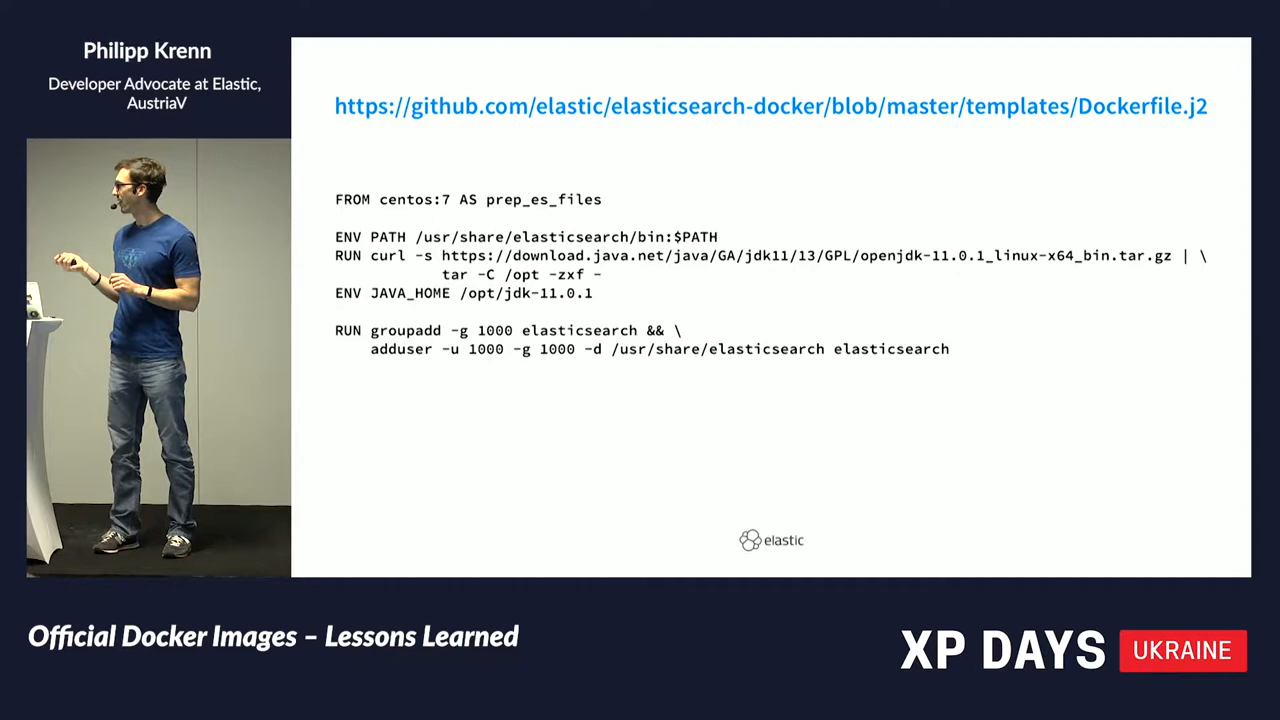 Philipp Krenn
Developer Advocate at Elastic,
AustriaV
https://github.com/elastic/elasticsearch-docker/blob/master/templates/Dockerfile.j2
FROM centos:7 AS prep_es_files
ENV PATH /usr/share/elasticsearch/bin:$PATH
RUN curl -s https://download.java.net/java/GA/jdk11/13/GPL/openjdk-11.0.1_linux-x64_bin.tar.gz | \
tar -C /opt -zxf -
ENV JAVA_HOME /opt/jdk-11.0.1
RUN groupadd -g 1000 elasticsearch && \
adduser -u 1000 -g 1000 -d /usr/share/elasticsearch elasticsearch
elastic
Official Docker Images – Lessons Learned
XP DAYS UKRAINE